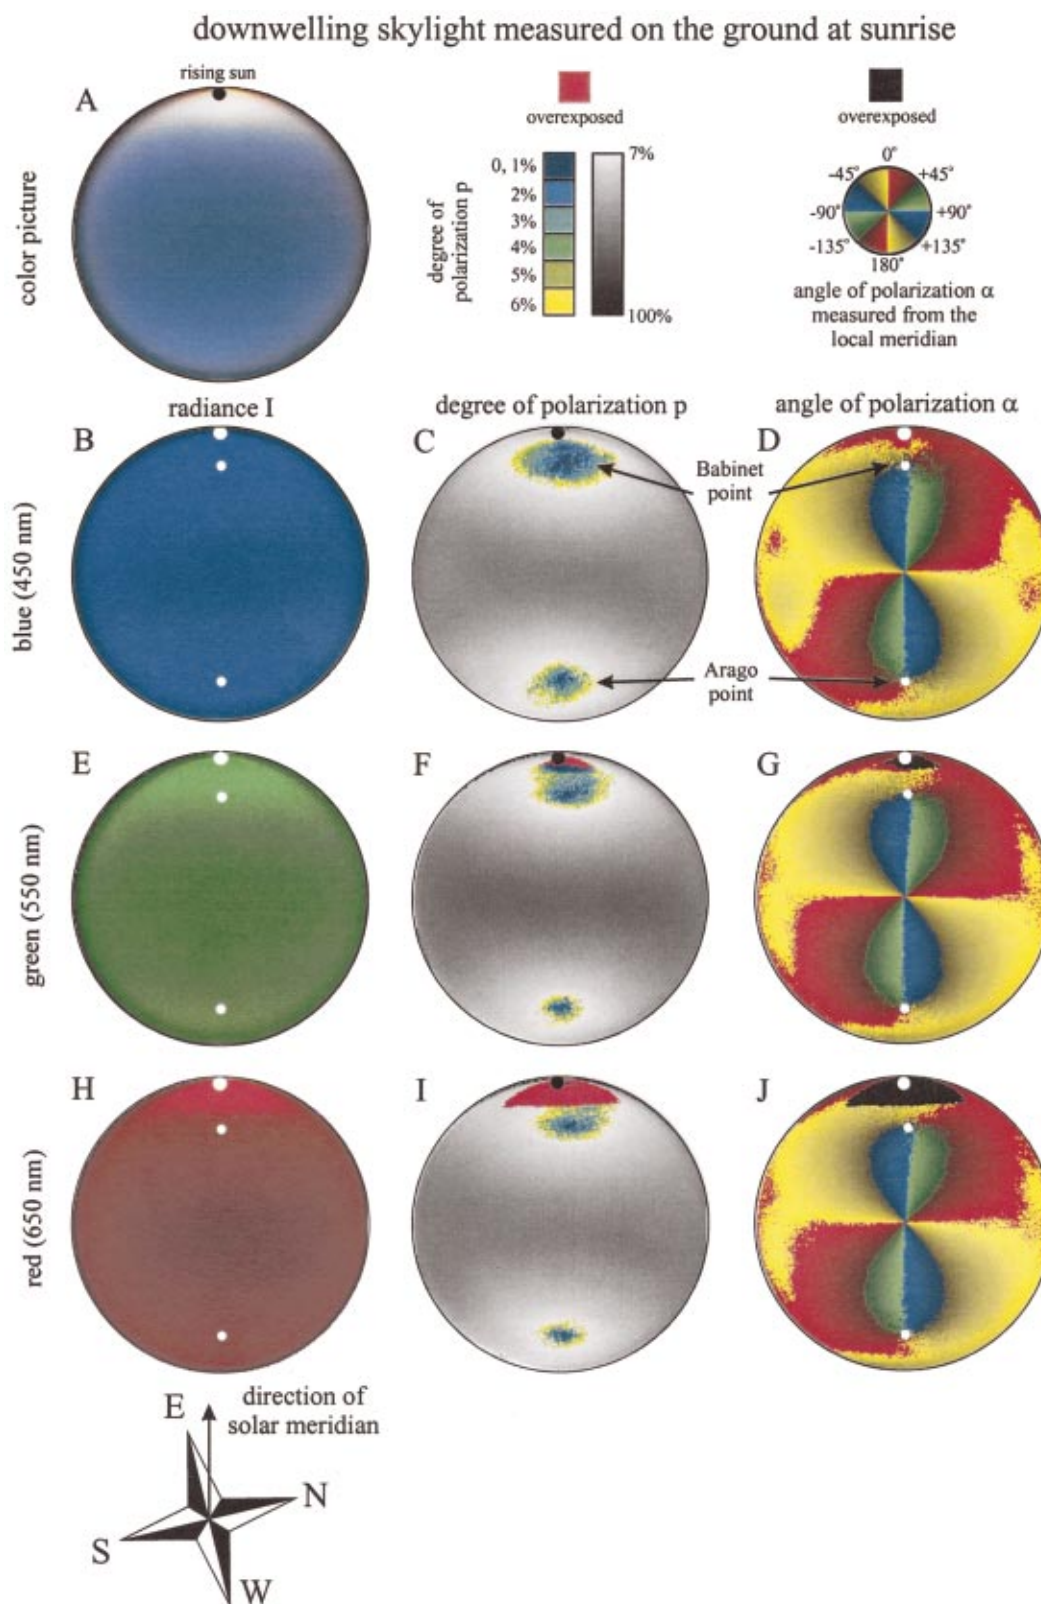 downwelling skylight measured on the ground at sunrise
A
rising sun
color picture
overexposed
degree of
polarization p
0, 1%
2%
3%
4%
5%
6%
7%
100%
overexposed
0°
-45°
+45°
-90°
+90°
-135°
+135°
180°
angle of polarization α
measured from the
local meridian
radiance I
degree of polarization p
angle of polarization α
blue (450 nm)
B
C
D
Babinet
point
Arago
point
green (550 nm)
E
F
G
red (650 nm)
H
I
J
direction of
solar meridian
E
N
S
W